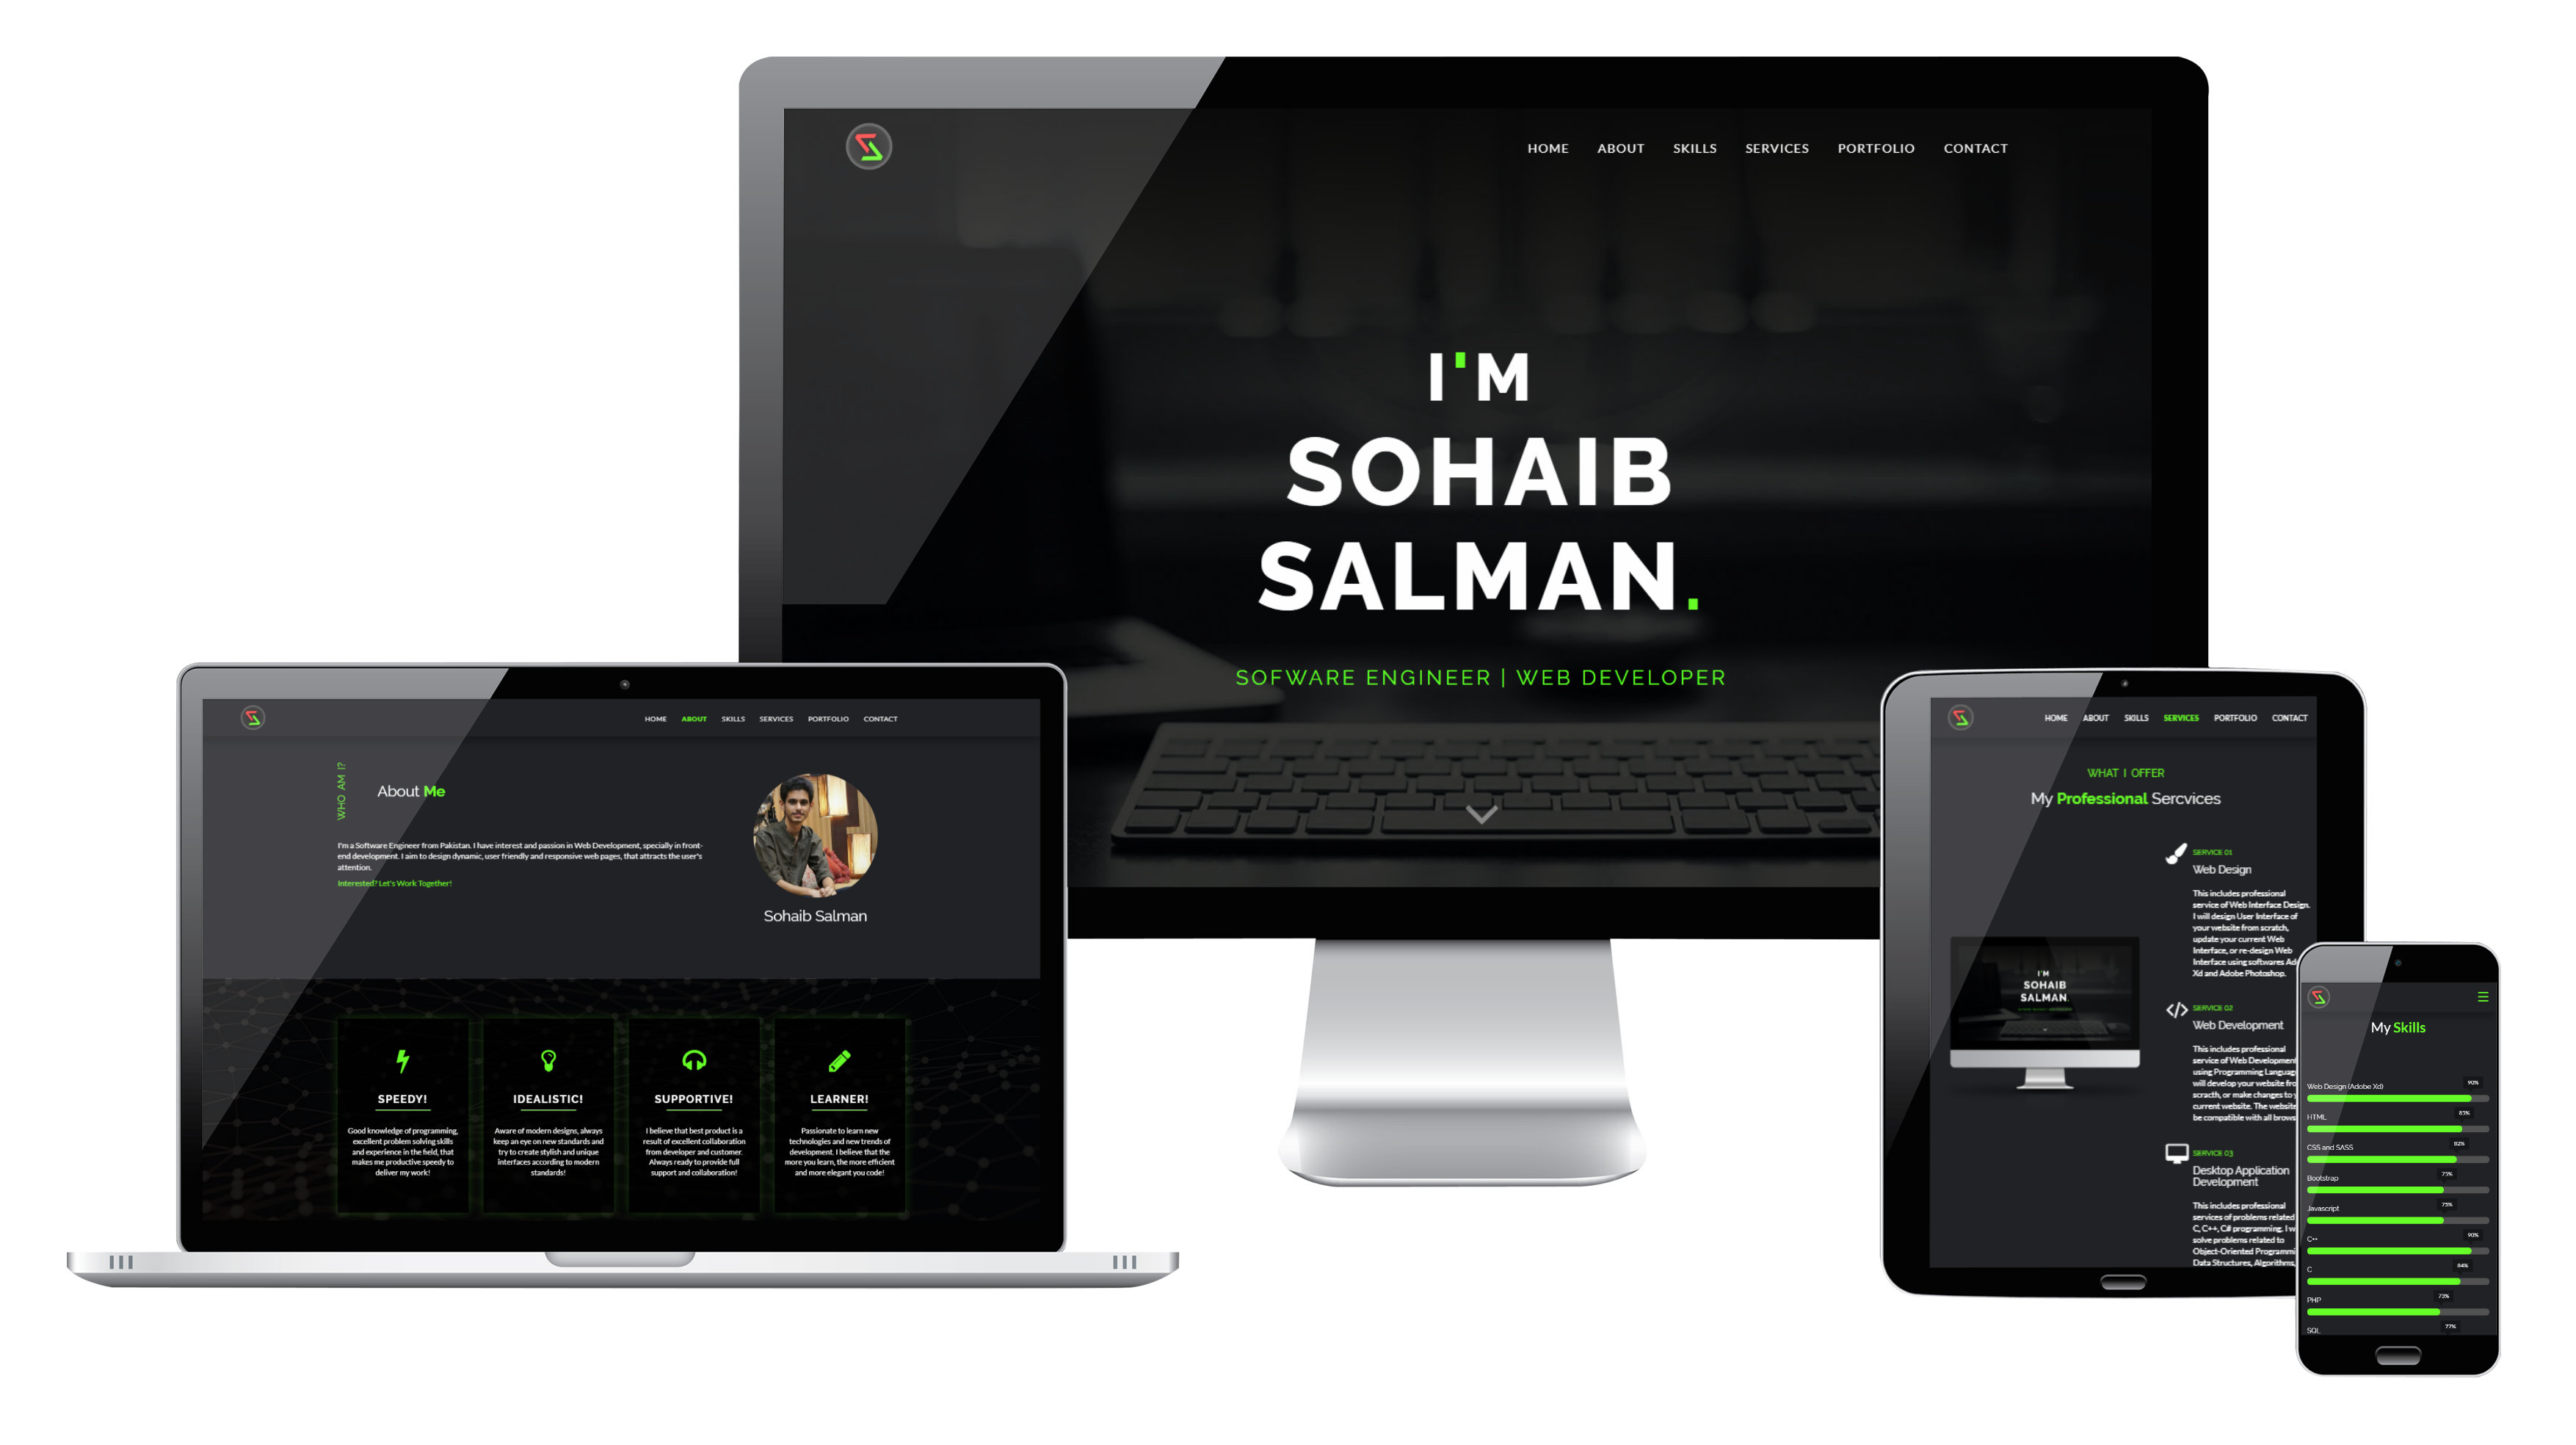 HOME ABOUT SKILLS SERVICES PORTFOLIO CONTACT
I'M
SOHAIB
SALMAN.
SOFWARE ENGINEER | WEB DEVELOPER
HOME ABOUT SKILLS SERVICES PORTFOLIO CONTACT
WHO AM I?
About Me
I'm a Software Engineer from Pakistan. I have interest and passion in Web Development, specially in front-
end development. I aim to design dynamic, user friendly and responsive web pages, that attracts the user's
attention.
Interested? Let's Work Together!
Sohaib Salman
SPEEDY!
Good knowledge of programming,
excellent problem solving skills
and experience in the field, that
makes me productive speedy to
deliver my work!
IDEALISTIC!
Aware of modern designs, always
keep an eye on new standards and
try to create stylish and unique
interfaces according to modern
standards!
SUPPORTIVE!
I believe that best product is a
result of excellent collaboration
from developer and customer.
Always ready to provide full
support and collaboration!
LEARNER!
Passionate to learn new
technologies and new trends of
development. I believe that the
more you learn, the more efficient
and more elegant you code!
HOME ABOUT SKILLS SERVICES PORTFOLIO CONTACT
WHAT I OFFER
My Professional Sercvices
I'M
SOHAIB
SALMAN.
SERVICE 01
Web Design
This includes professional
service of Web Interface Design.
I will design User Interface of
your website from scratch,
update your current Web
Interface, or re-design Web
Interface using softwares Ad
Xd and Adobe Photoshop.
SERVICE 02
Web Development
This includes professional
service of Web Development
using Programming Languag
will develop your website fro
scracth, or make changes to y
current website. The website
be compatible with all brows
SERVICE 03
Desktop Application
Development
This includes professional
services of problems related
C, C++, C# programming. I w
solve problems related to
Object-Oriented Programmi
Data Structures, Algorithms,
My Skills
Web Design (Adobe Xd) 90%
HTML 85%
CSS and SASS 82%
Bootstrap 75%
Javascript 75%
C++ 90%
C 84%
PHP 73%
SQL 77%